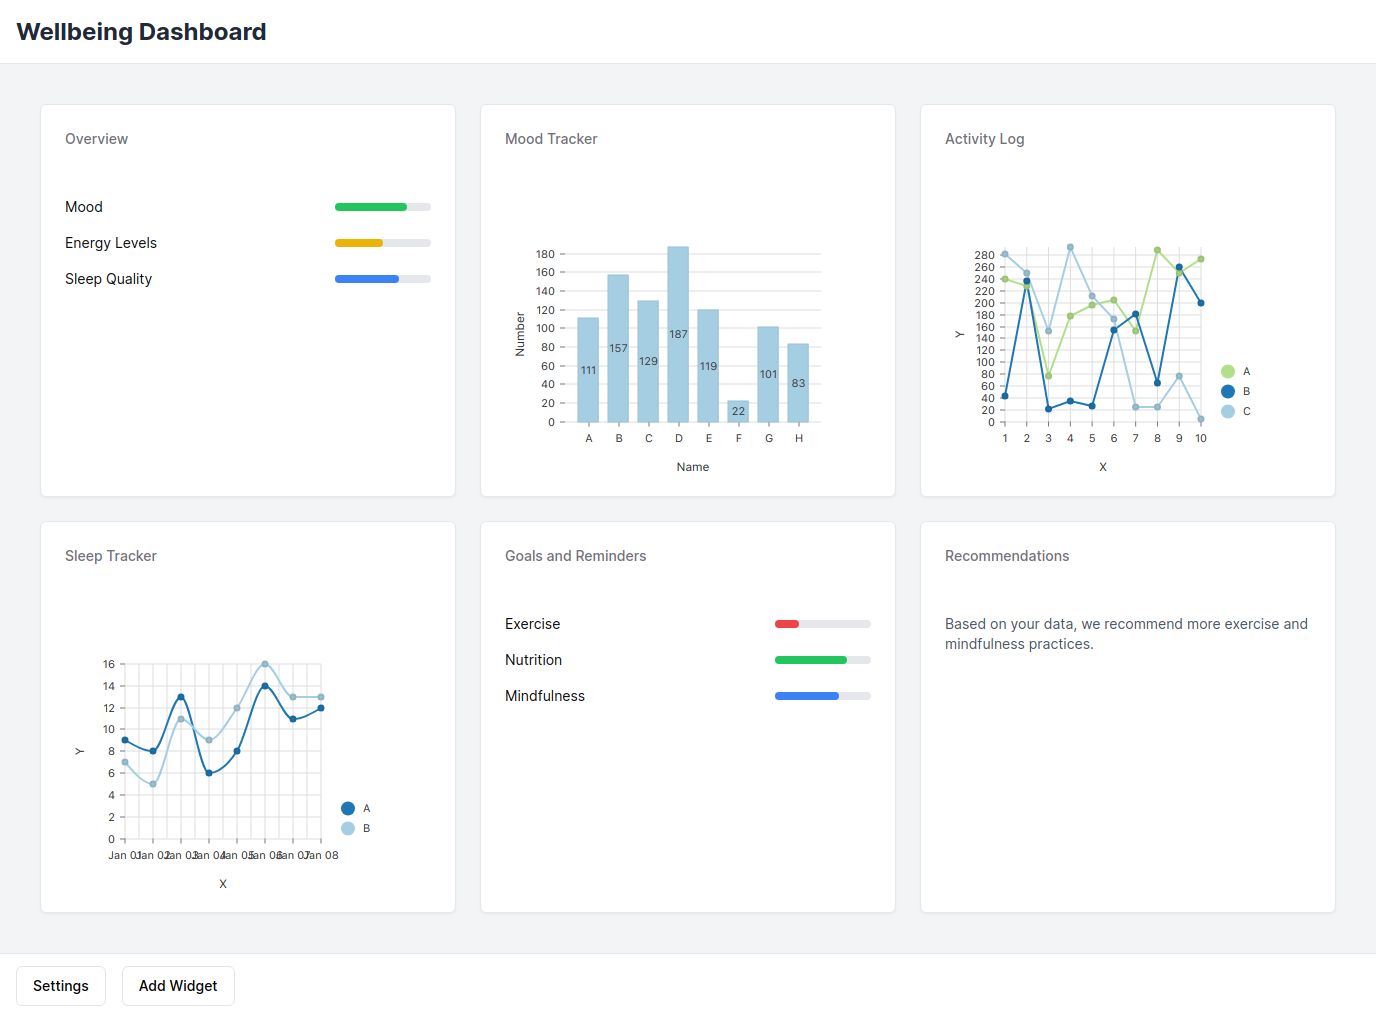 Wellbeing Dashboard
Overview
Mood
Energy Levels
Sleep Quality
Mood Tracker
180
160
140
120
100
80
60
40
20
0
Number
111
157
129
187
119
22
101
83
A B C D E F G H
Name
Activity Log
280
260
240
220
200
180
160
140
120
100
80
60
40
20
0
Y
1 2 3 4 5 6 7 8 9 10
X
A
B
C
Sleep Tracker
16
14
12
10
8
6
4
2
0
Y
Jan 01 Jan 02 Jan 03 Jan 04 Jan 05 Jan 06 Jan 07 Jan 08
X
A
B
Goals and Reminders
Exercise
Nutrition
Mindfulness
Recommendations
Based on your data, we recommend more exercise and
mindfulness practices.
Settings
Add Widget